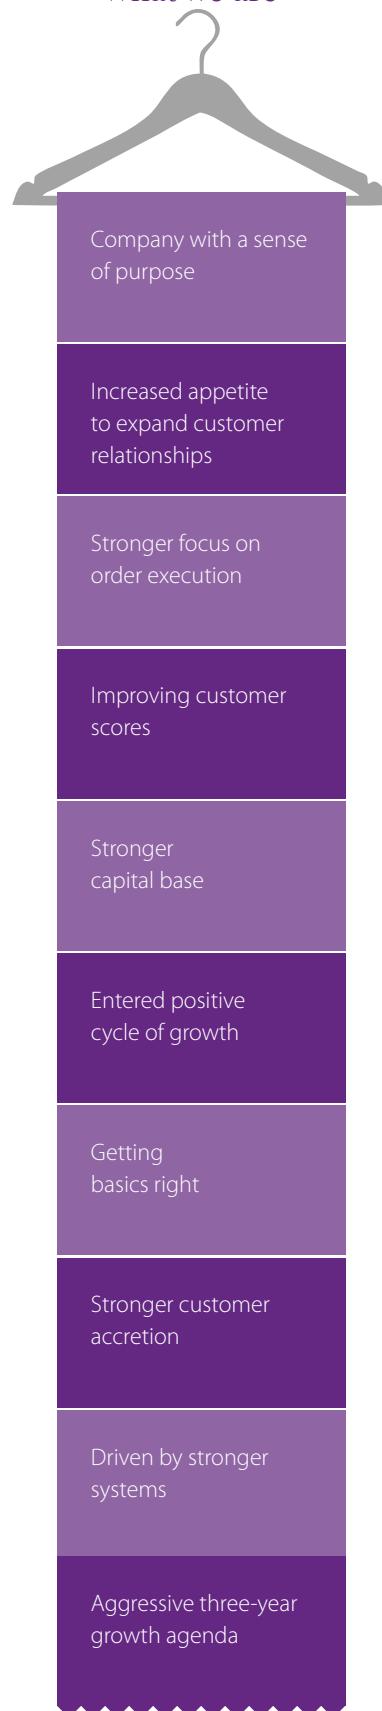 Company with a sense
of purpose
Increased appetite
to expand customer
relationships
Stronger focus on
order execution
Improving customer
scores
Stronger
capital base
Entered positive
cycle of growth
Getting
basics right
Stronger customer
accretion
Driven by stronger
systems
Aggressive three-year
growth agenda